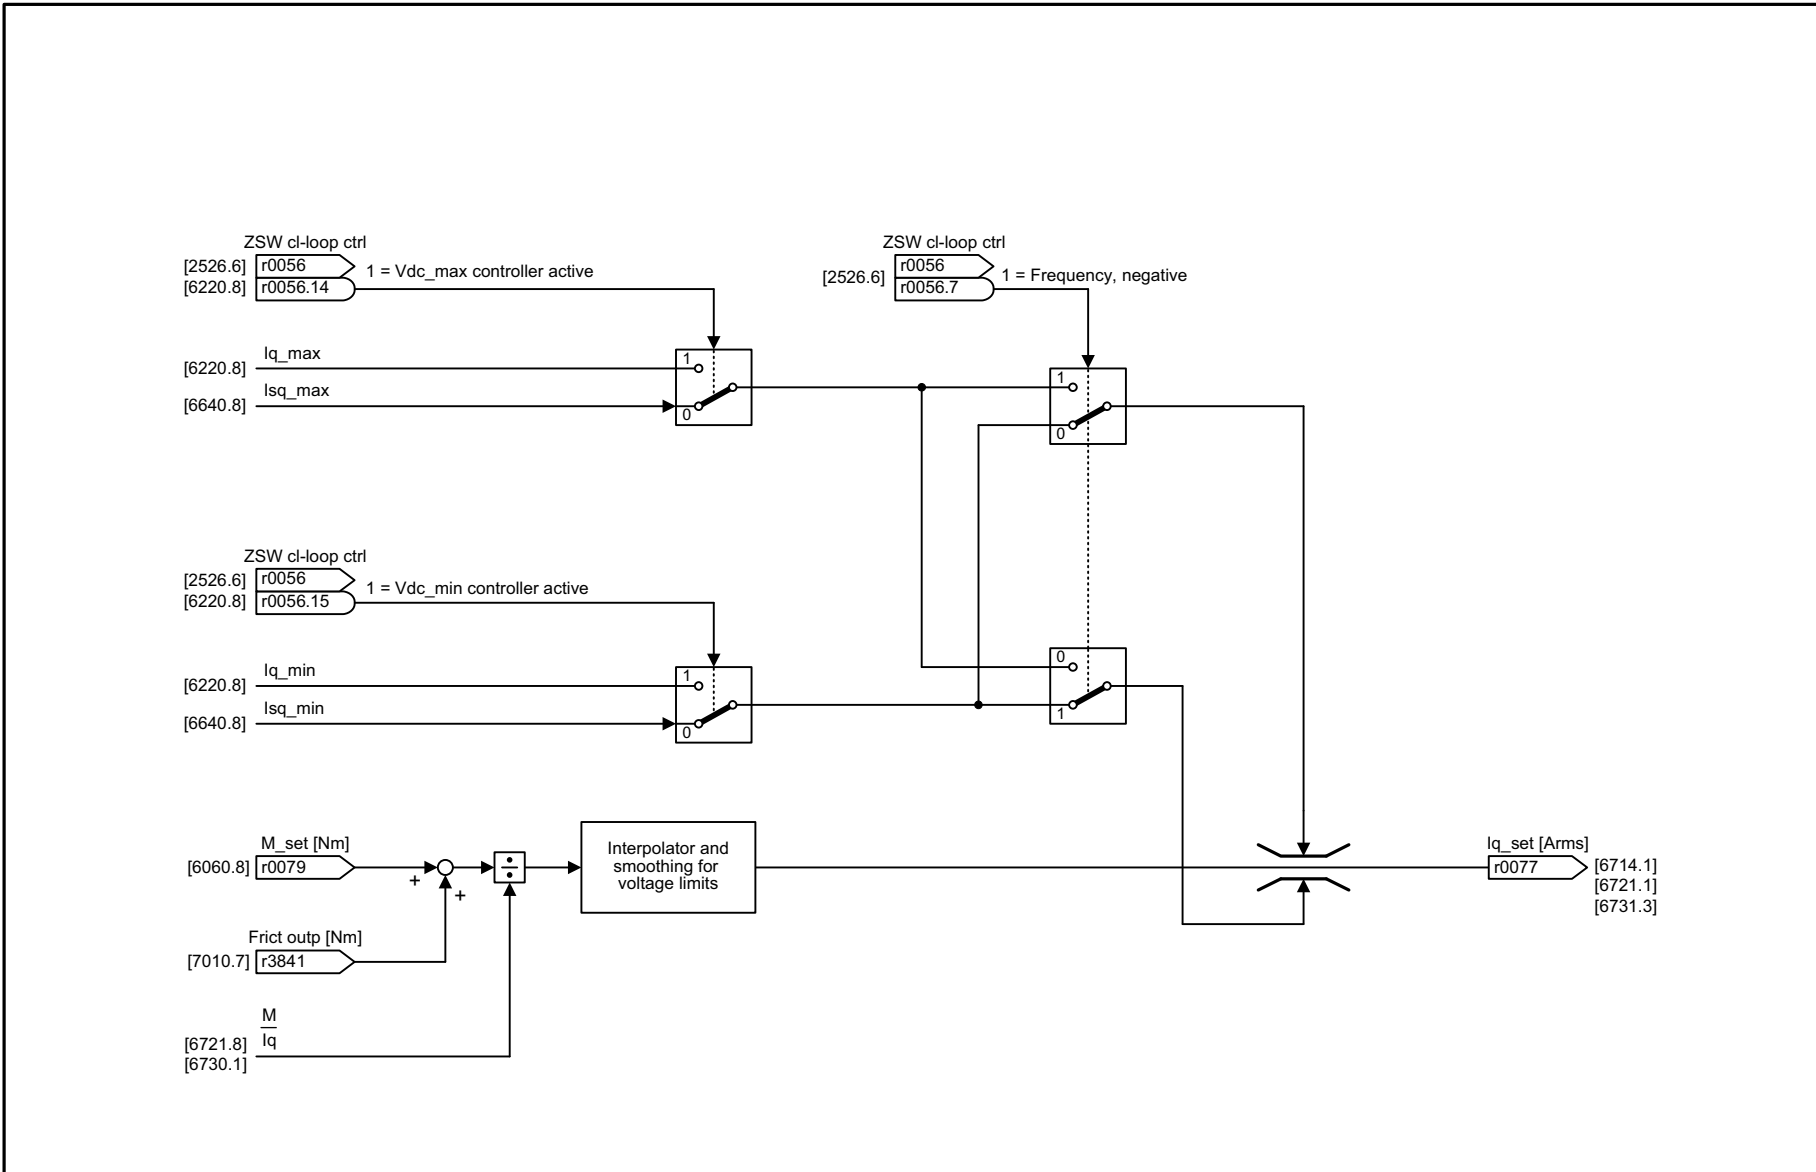 ZSW cl-loop ctrl
[2526.6] r0056
1 = Vdc_max controller active
[6220.8] r0056.14
ZSW cl-loop ctrl
r0056
[2526.6]
1 = Frequency, negative
r0056.7
Iq_max
[6220.8]
1
Isq_max
[6640.8]
0
1
0
ZSW cl-loop ctrl
[2526.6] r0056
1 = Vdc_min controller active
[6220.8] r0056.15
Iq_min
[6220.8]
1
Isq_min
[6640.8]
0
0
1
M_set [Nm]
[6060.8] r0079
+
+
÷
Interpolator and
smoothing for
voltage limits
Iq_set [Arms]
r0077 [6714.1]
[6721.1]
[6731.3]
Frict outp [Nm]
[7010.7] r3841
M
Iq
[6721.8]
[6730.1]